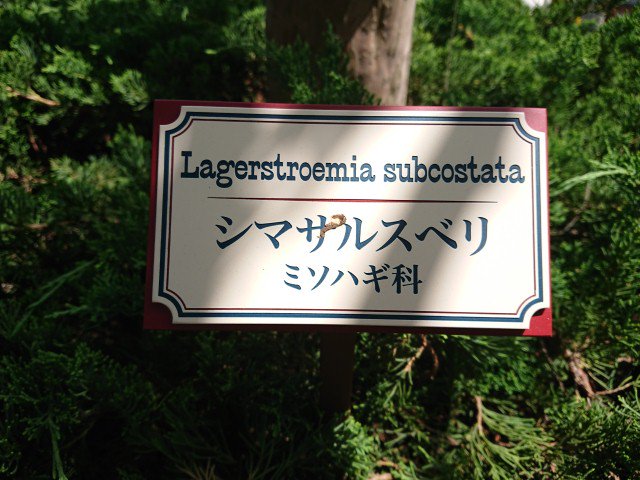 Lagerstroemia subcostata
シマサルスベリ
ミソハギ科